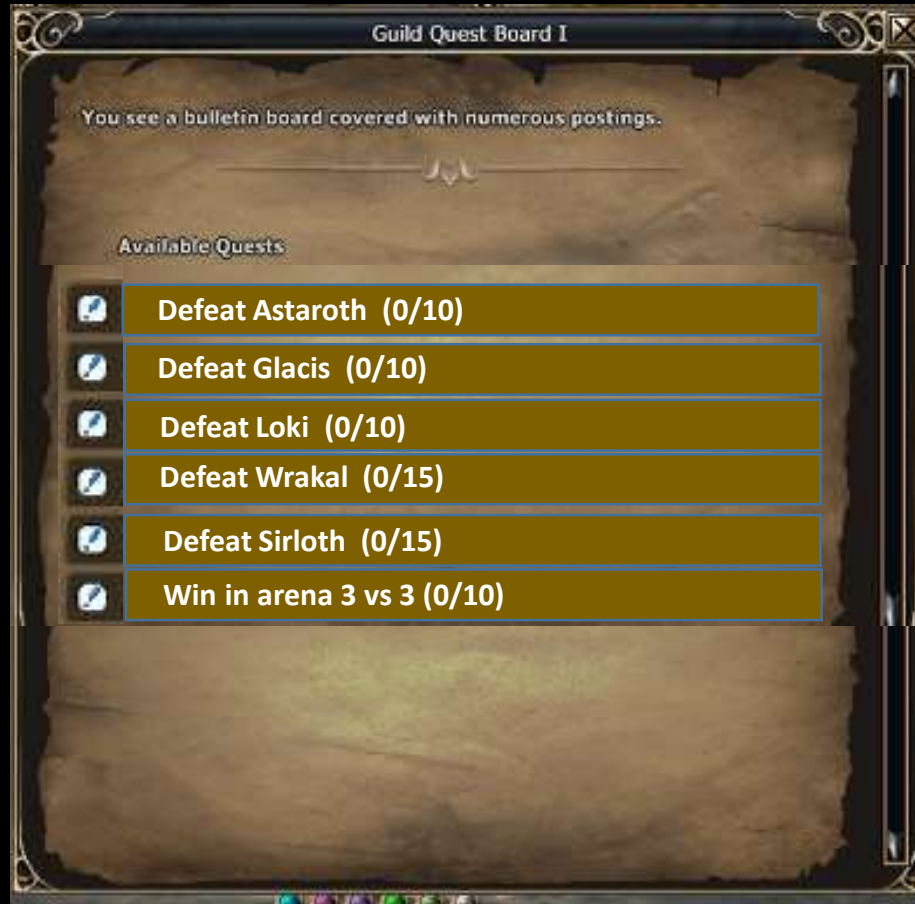 Guild Quest Board I
You see a bulletin board covered with numerous postings.
Available Quests
Defeat Astaroth (0/10)
Defeat Glacis (0/10)
Defeat Loki (0/10)
Defeat Wrakal (0/15)
Defeat Sirloth (0/15)
Win in arena 3 vs 3 (0/10)